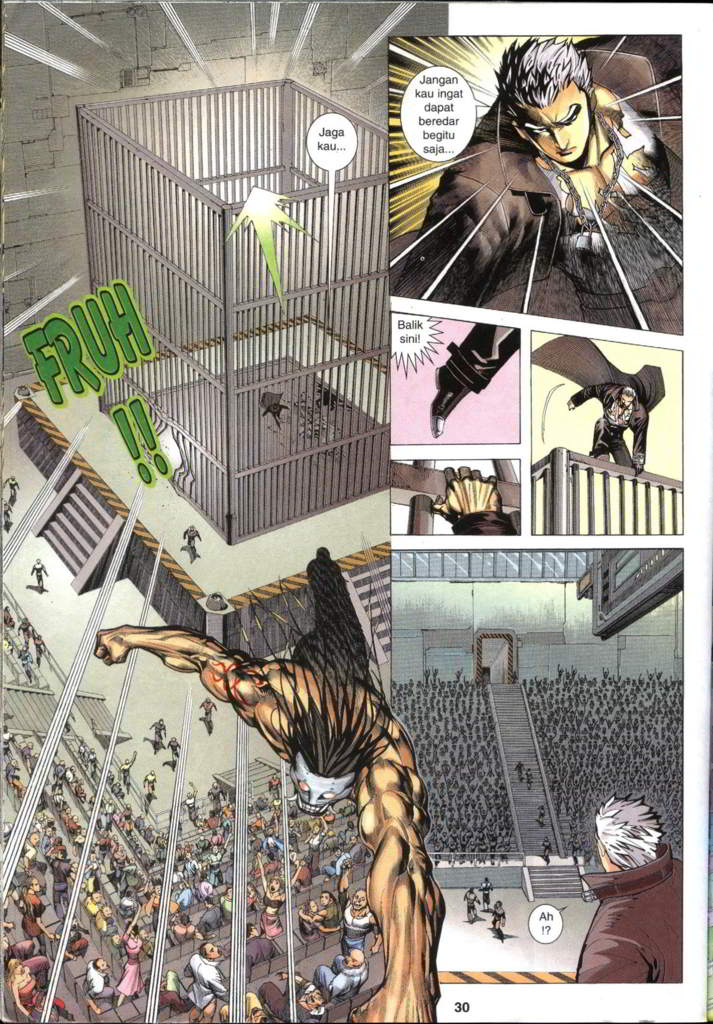 Jaga
kau...
FRUH
!!
Jangan
kau ingat
dapat
beredar
begitu
saja...
Balik
sini!
Ah
!?
30